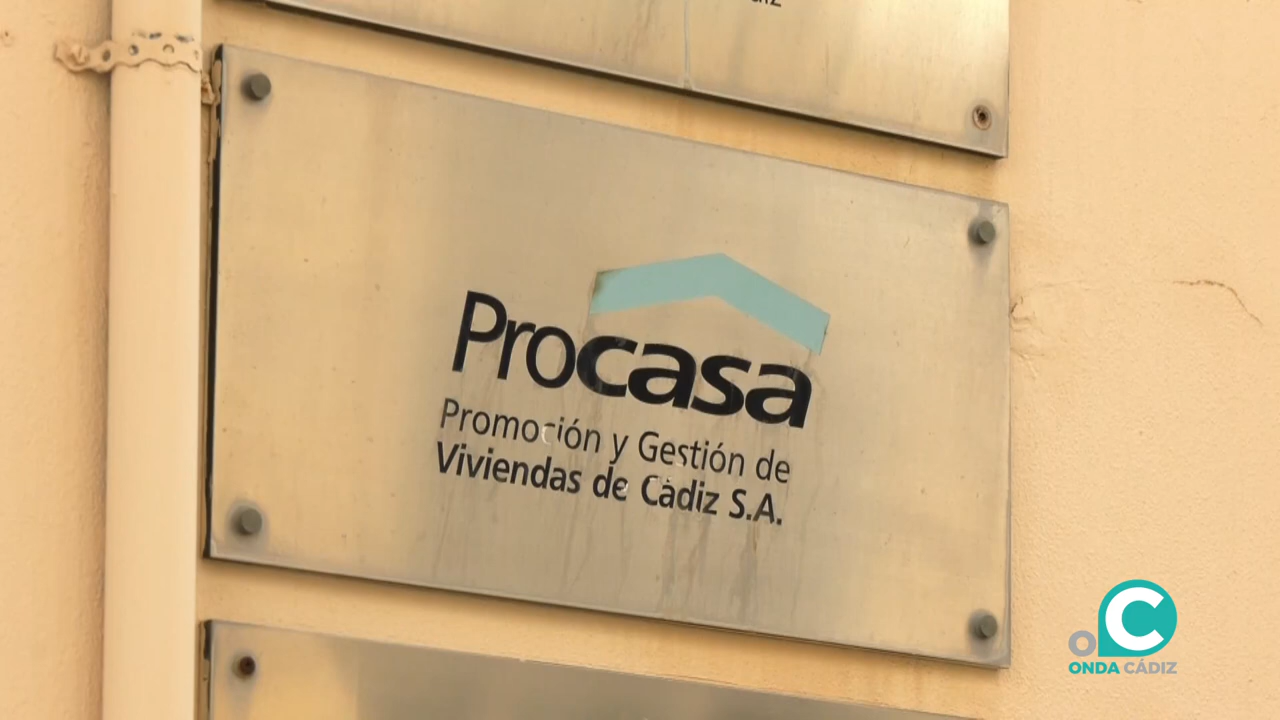 Procasa
Promoción y Gestión de
Viviendas de Cádiz S.A.
O C
ONDA CÁDIZ